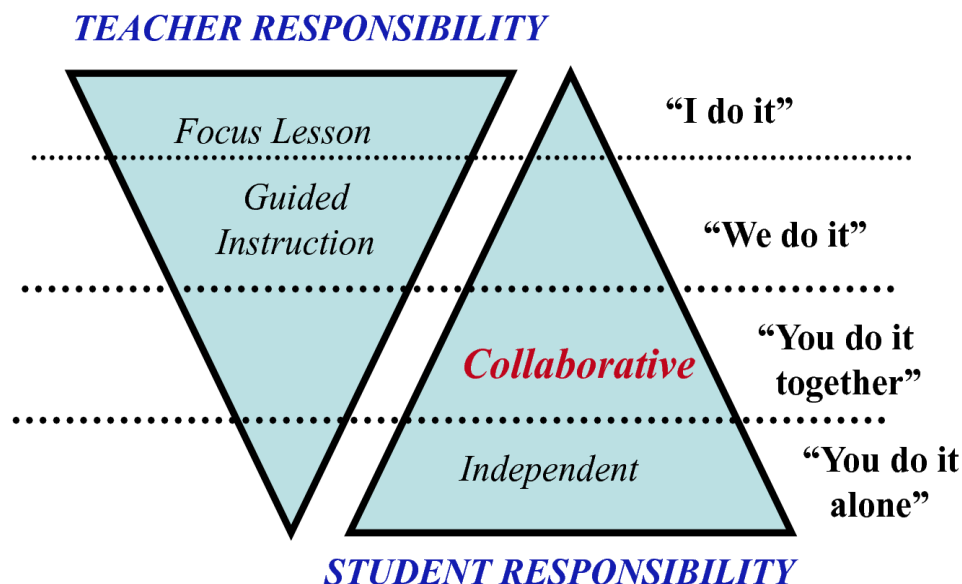 TEACHER RESPONSIBILITY
Focus Lesson
“I do it”
Guided
Instruction
“We do it”
Collaborative
“You do it
together”
Independent
“You do it
alone”
STUDENT RESPONSIBILITY